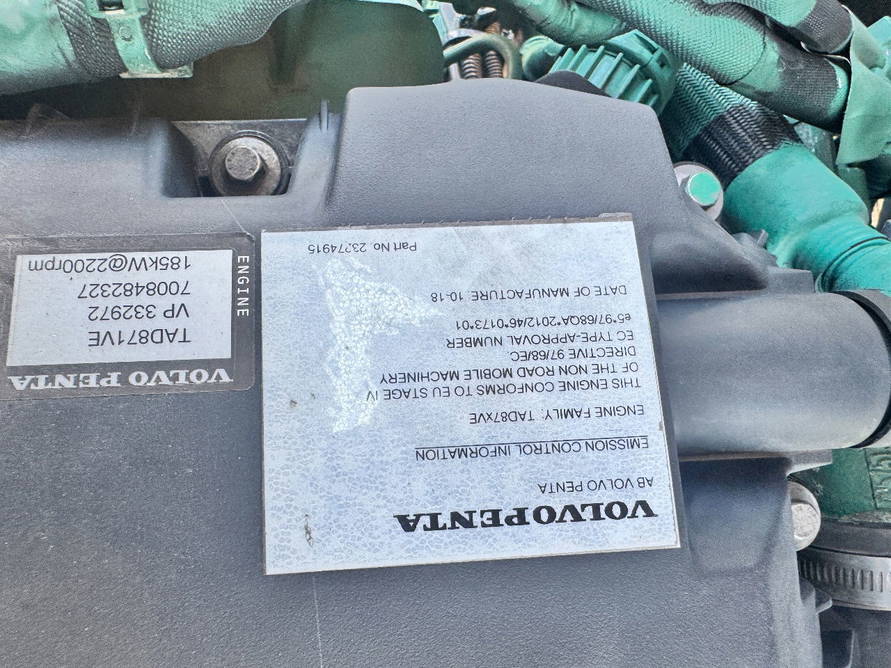 VOLVOPENTA
AB VOLVO PENTA
EMISSION CONTROL INFORMATION
ENGINE FAMILY: TAD87xVE
THIS ENGINE CONFORMS TO EU STAGE IV
OF THE NON ROAD MOBILE MACHINERY
DIRECTIVE 97/68/EC
EC TYPE-APPROVAL NUMBER
e5*97/68QA*2012/46*0173*01
DATE OF MANUFACTURE: 10-18
Part No. 23774915
VOLVO PENTA
TAD871VE
VP 332972
7008482327
185kW@2200rpm
ENGINE